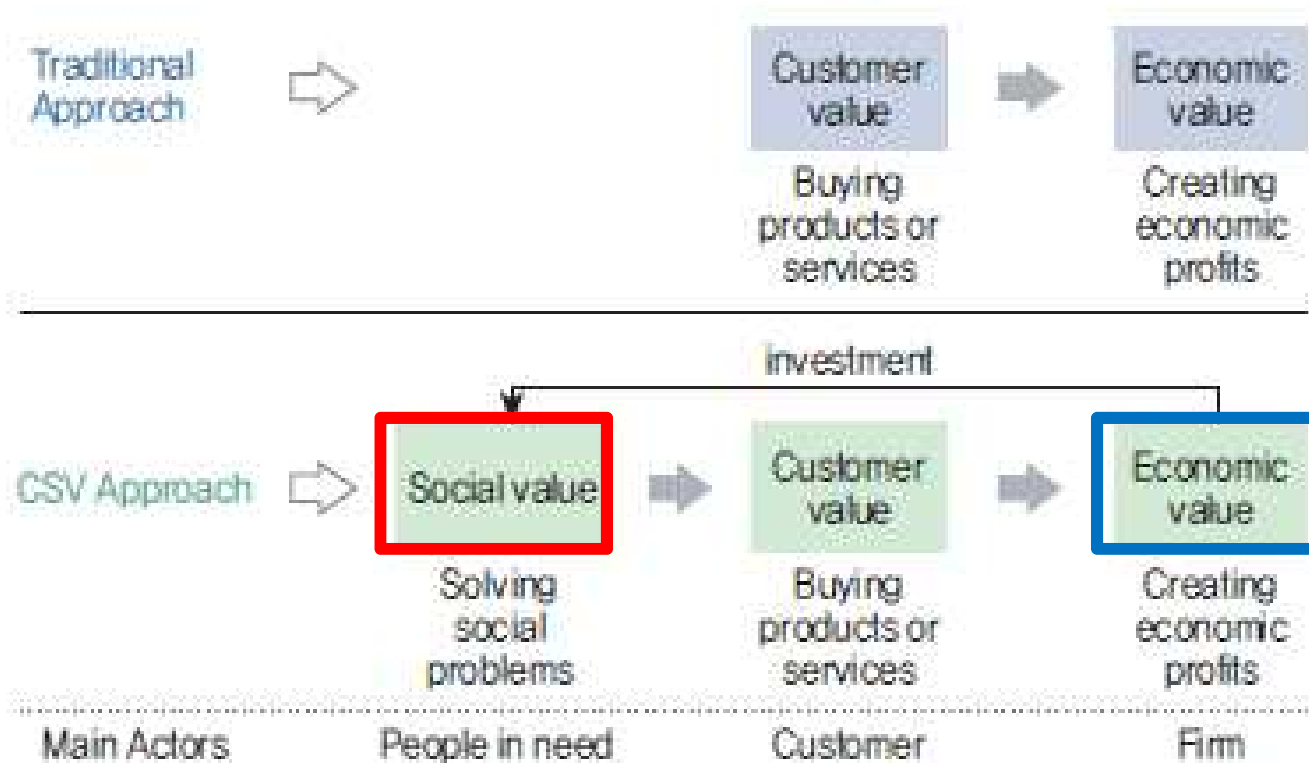 Traditional
Approach
Customer
value
Economic
value
Buying
products or
services
Creating
economic
profits
investment
CSV Approach
Social value
Customer
value
Economic
value
Solving
social
problems
Buying
products or
services
Creating
economic
profits
Main Actors
People in need
Customer
Firm